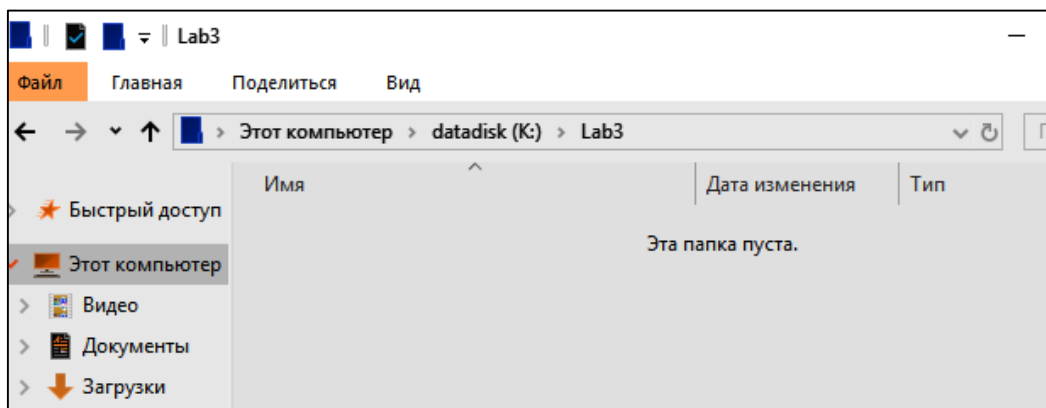 Lab3
Файл Главная Поделиться Вид
Этот компьютер > datadisk (K:) > Lab3
Имя Дата изменения Тип
Быстрый доступ
Эта папка пуста.
Этот компьютер
Видео
Документы
Загрузки